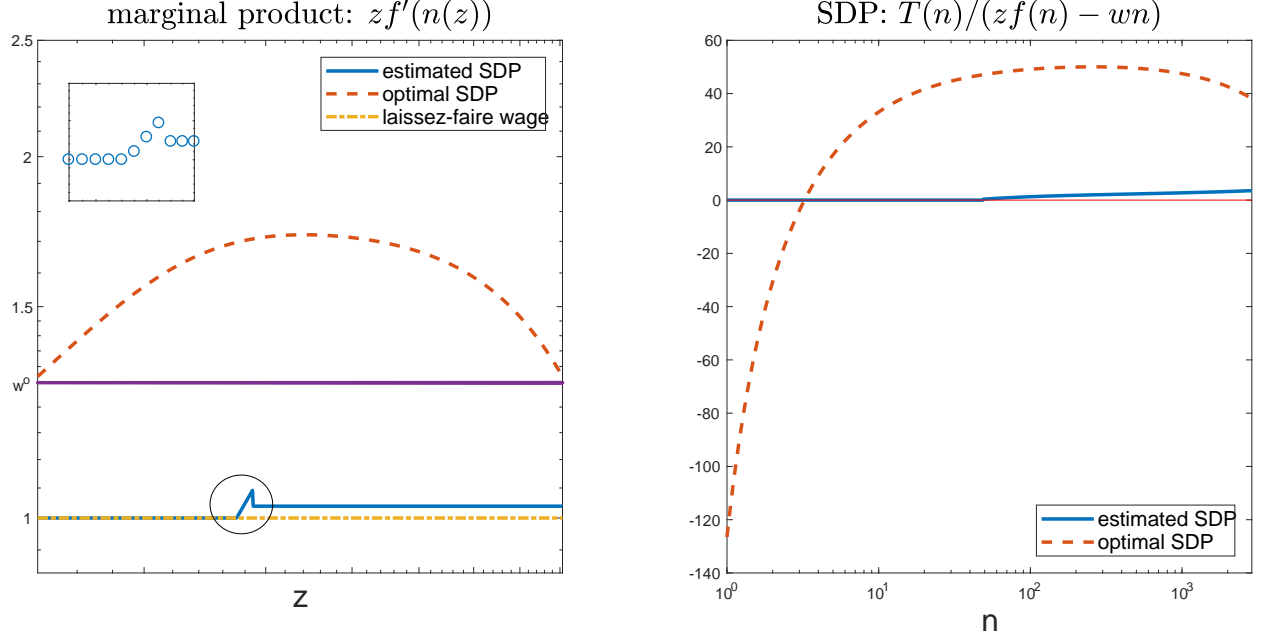 marginal product: zf′(n(z))
2.5
2
1.5
w⁰
1
estimated SDP
optimal SDP
laissez-faire wage
z
SDP: T(n)/(zf(n) − wn)
60
40
20
0
-20
-40
-60
-80
-100
-120
-140
10⁰
10¹
10²
10³
estimated SDP
optimal SDP
n